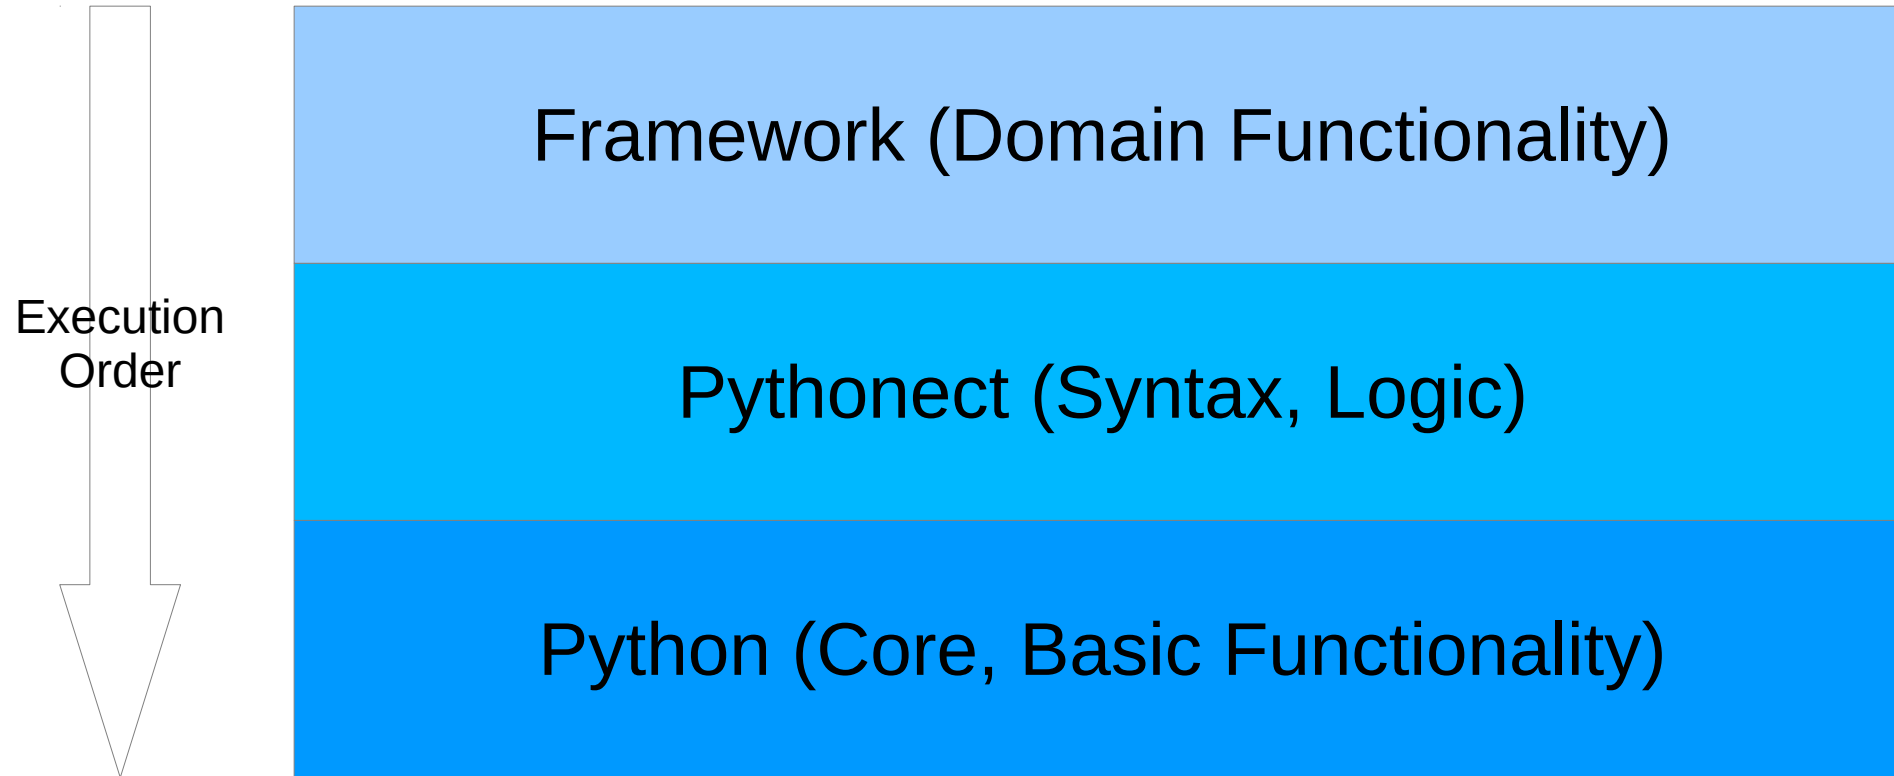 Framework (Domain Functionality)
Execution
Order
Pythonect (Syntax, Logic)
Python (Core, Basic Functionality)